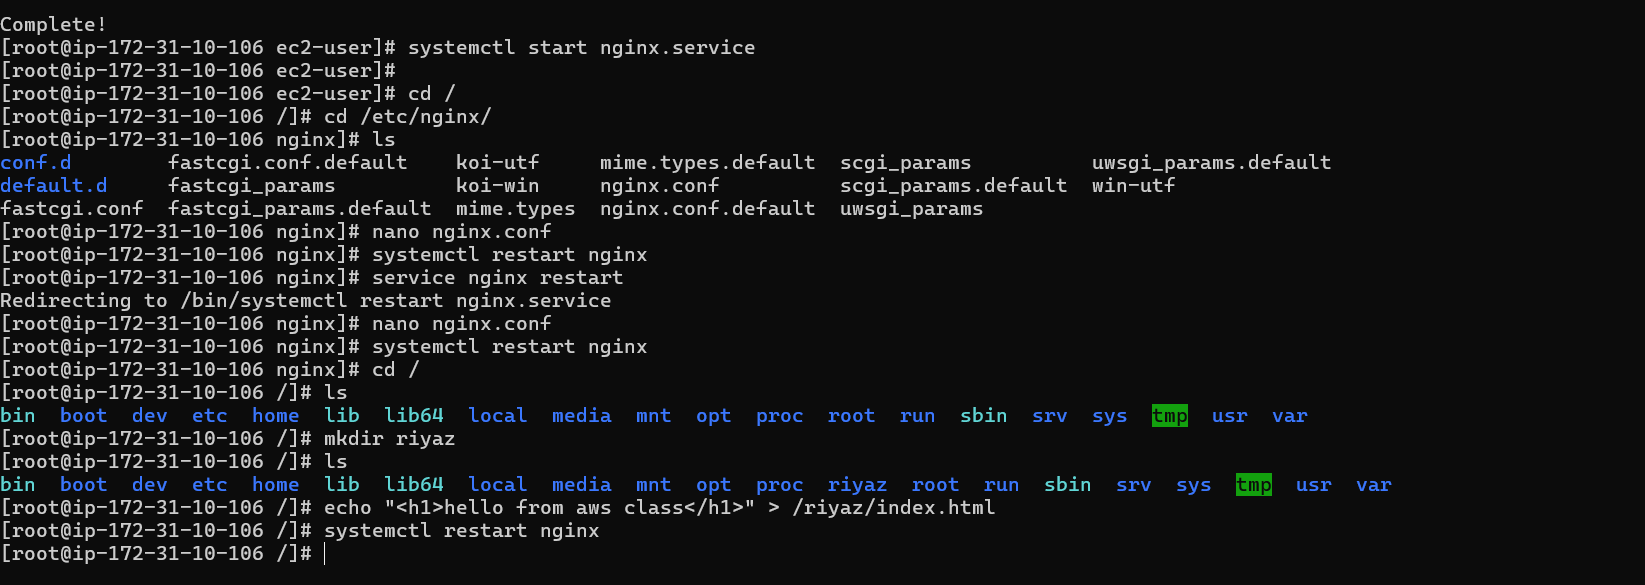 Complete!
[root@ip-172-31-10-106 ec2-user]# systemctl start nginx.service
[root@ip-172-31-10-106 ec2-user]#
[root@ip-172-31-10-106 ec2-user]# cd /
[root@ip-172-31-10-106 /]# cd /etc/nginx/
[root@ip-172-31-10-106 nginx]# ls
conf.d        fastcgi.conf.default    koi-utf     mime.types.default  scgi_params          uwsgi_params.default
default.d     fastcgi_params          koi-win     nginx.conf          scgi_params.default  win-utf
fastcgi.conf  fastcgi_params.default  mime.types  nginx.conf.default  uwsgi_params
[root@ip-172-31-10-106 nginx]# nano nginx.conf
[root@ip-172-31-10-106 nginx]# systemctl restart nginx
[root@ip-172-31-10-106 nginx]# service nginx restart
Redirecting to /bin/systemctl restart nginx.service
[root@ip-172-31-10-106 nginx]# nano nginx.conf
[root@ip-172-31-10-106 nginx]# systemctl restart nginx
[root@ip-172-31-10-106 nginx]# cd /
[root@ip-172-31-10-106 /]# ls
bin  boot  dev  etc  home  lib  lib64  local  media  mnt  opt  proc  root  run  sbin  srv  sys  tmp  usr  var
[root@ip-172-31-10-106 /]# mkdir riyaz
[root@ip-172-31-10-106 /]# ls
bin  boot  dev  etc  home  lib  lib64  local  media  mnt  opt  proc  riyaz  root  run  sbin  srv  sys  tmp  usr  var
[root@ip-172-31-10-106 /]# echo "<h1>hello from aws class</h1>" > /riyaz/index.html
[root@ip-172-31-10-106 /]# systemctl restart nginx
[root@ip-172-31-10-106 /]#